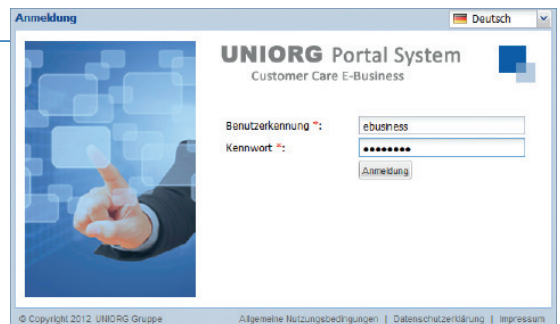 Anmeldung
Deutsch
UNIORG Portal System
Customer Care E-Business
Benutzerkennung *:
ebusiness
Kennwort *:
••••••••
Anmeldung
© Copyright 2012 UNIORG Gruppe
Allgemeine Nutzungsbedingungen | Datenschutzerklärung | Impressum